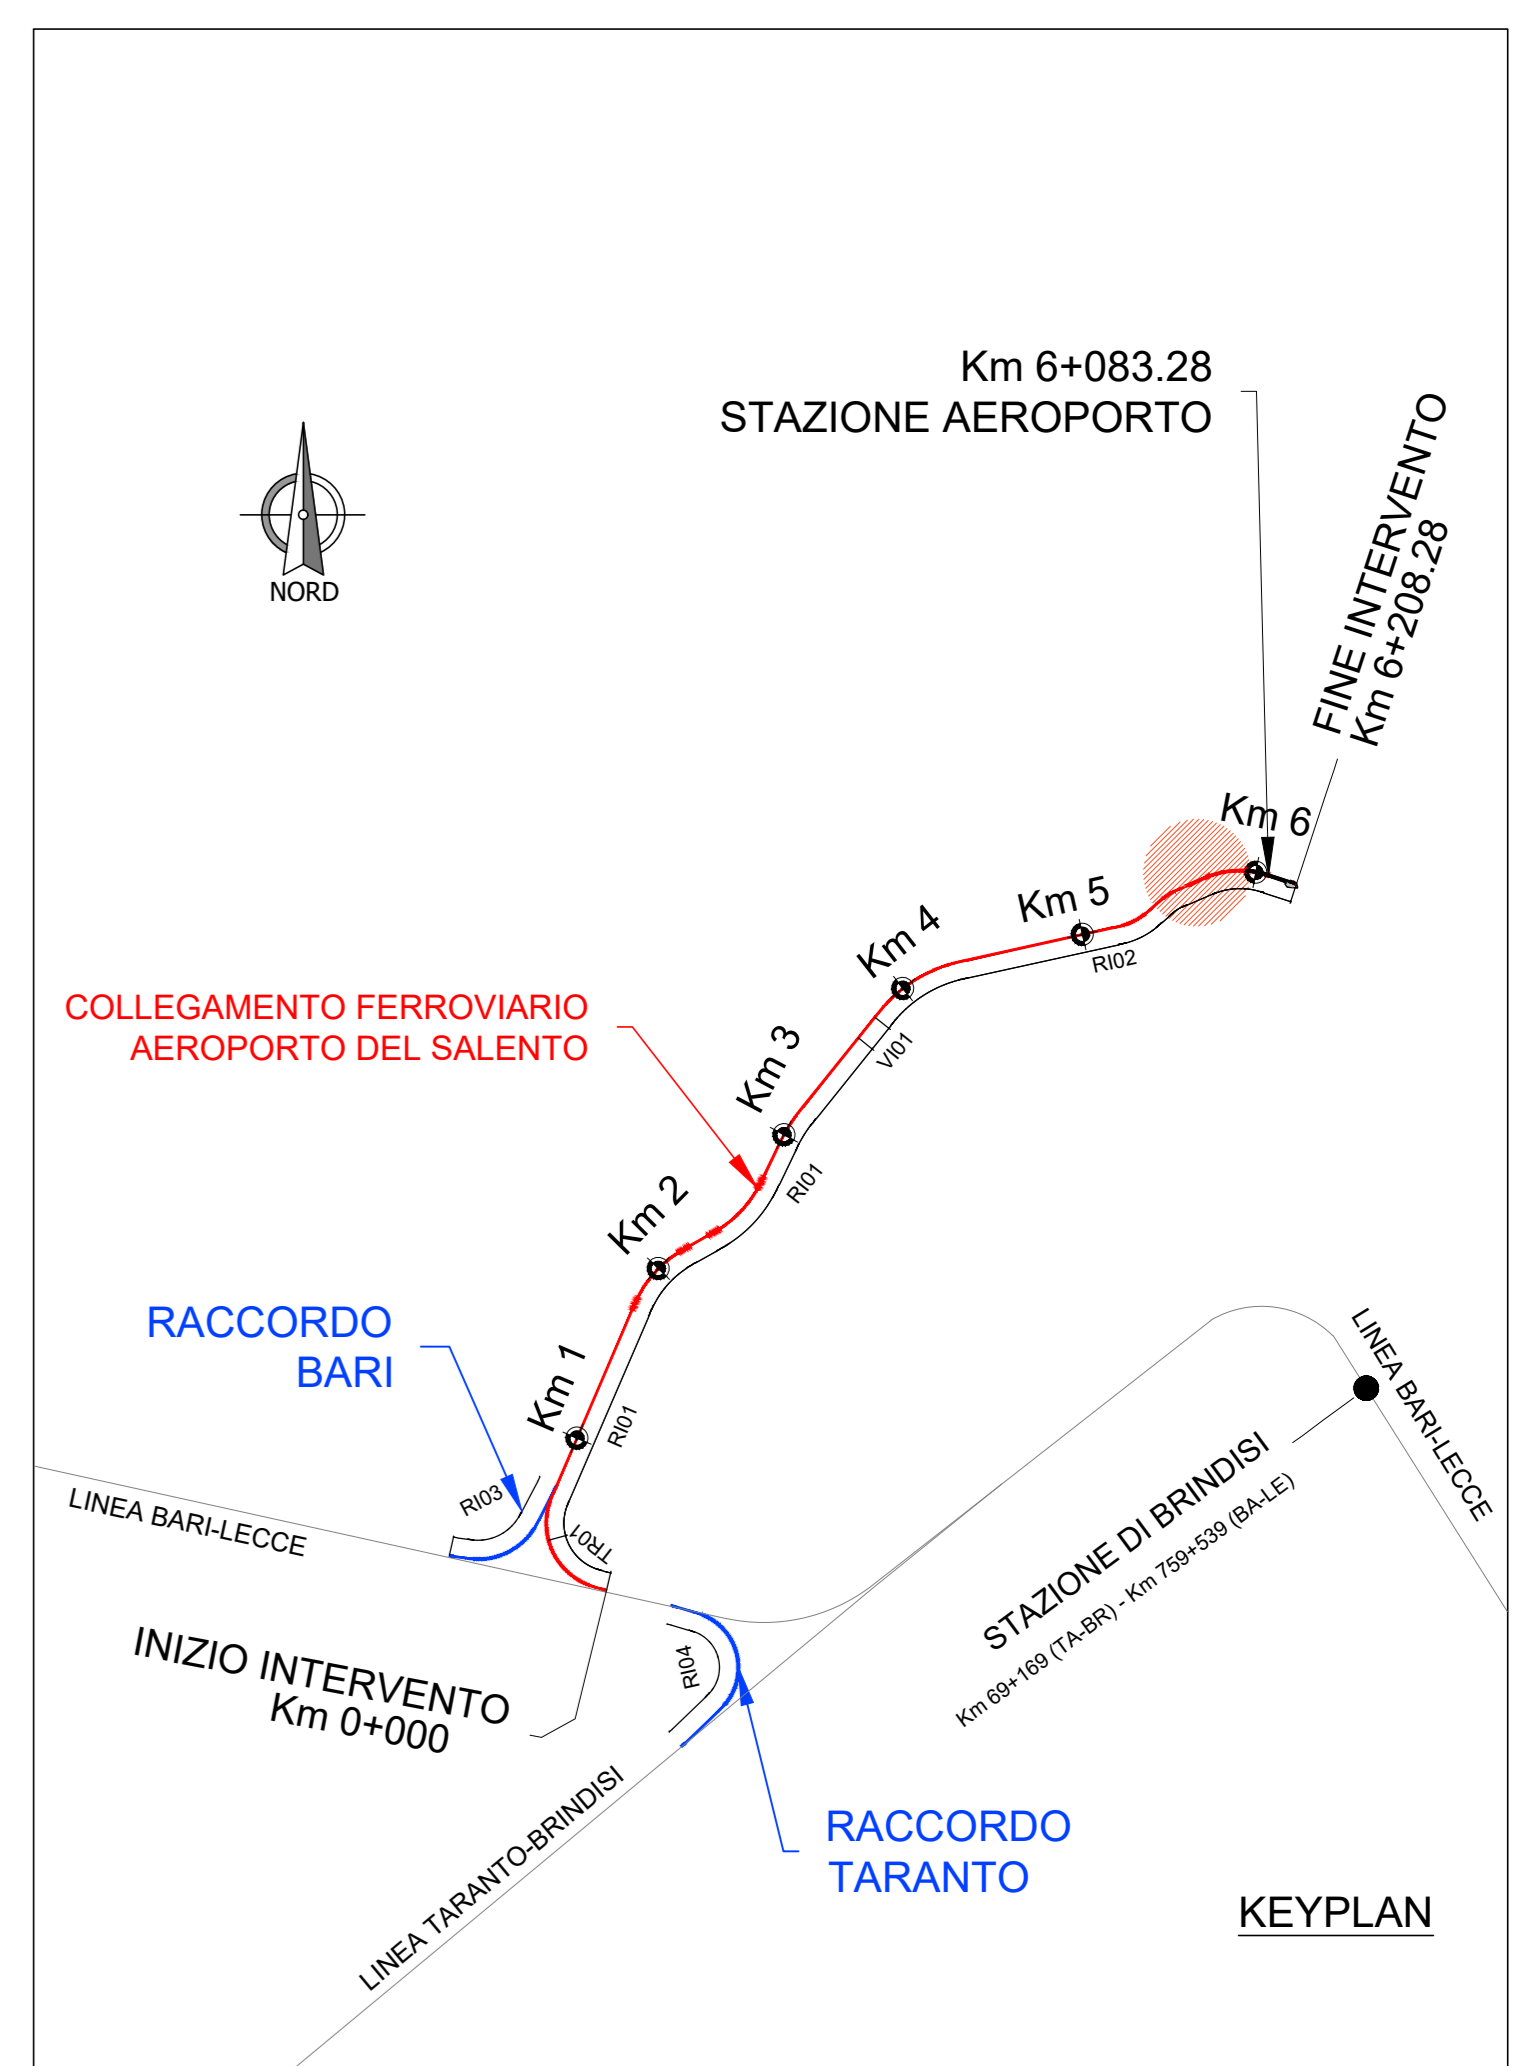 Km 6+083.28
STAZIONE AEROPORTO
FINE INTERVENTO
Km 6+208.28
NORD
Km 6
Km 5
RI02
Km 4
VI01
COLLEGAMENTO FERROVIARIO
AEROPORTO DEL SALENTO
Km 3
RI01
Km 2
RACCORDO
BARI
Km 1
RI01
LINEA BARI-LECCE
RI03
LINEA BARI-LECCE
TR01
STAZIONE DI BRINDISI
Km 69+169 (TA-BR) - Km 759+539 (BA-LE)
INIZIO INTERVENTO
Km 0+000
RI04
LINEA TARANTO-BRINDISI
RACCORDO
TARANTO
KEYPLAN